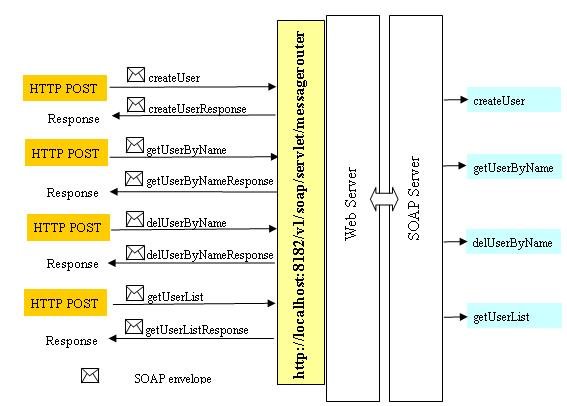 HTTP POST
createUser
Response
createUserResponse
HTTP POST
getUserByName
Response
getUserByNameResponse
HTTP POST
delUserByName
Response
delUserByNameResponse
HTTP POST
getUserList
Response
getUserListResponse
SOAP envelope
http://localhost:8182/v1/soap/servlet/messagerouter
Web Server
SOAP Server
createUser
getUserByName
delUserByName
getUserList